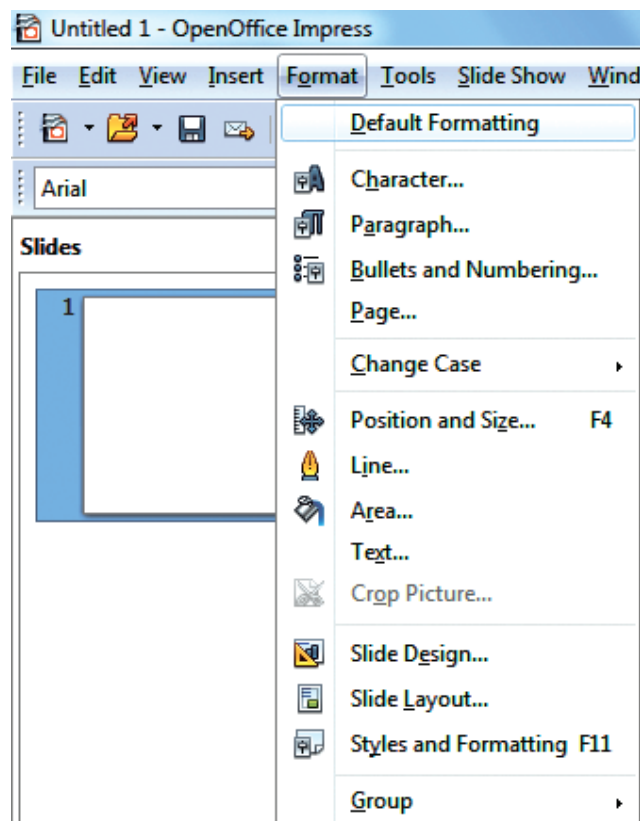 Untitled 1 - OpenOffice Impress
File Edit View Insert Format Tools Slide Show Wind
Default Formatting
Arial
Character...
Paragraph...
Slides
Bullets and Numbering...
1
Page...
Change Case
Position and Size... F4
Line...
Area...
Text...
Crop Picture...
Slide Design...
Slide Layout...
Styles and Formatting F11
Group